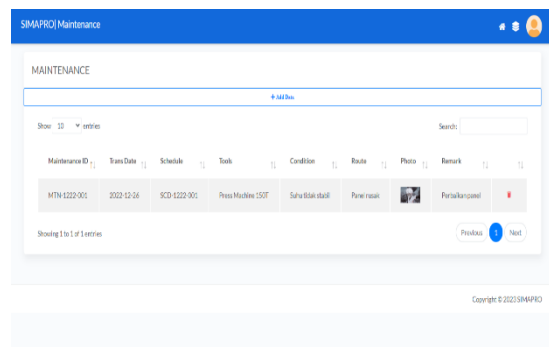 SIMAPRO| Maintenance
MAINTENANCE
+ Add Data
Show 10 entries
Search:
Maintenance ID Trans Date Schedule Tools Condition Route Photo Remark
MTN-1222-001 2022-12-26 SCD-1222-001 Press Machine 150T Suhu tidak stabil Panel rusak Perbaikan panel
Showing 1 to 1 of 1 entries
Previous 1 Next
Copyright © 2023 SIMAPRO